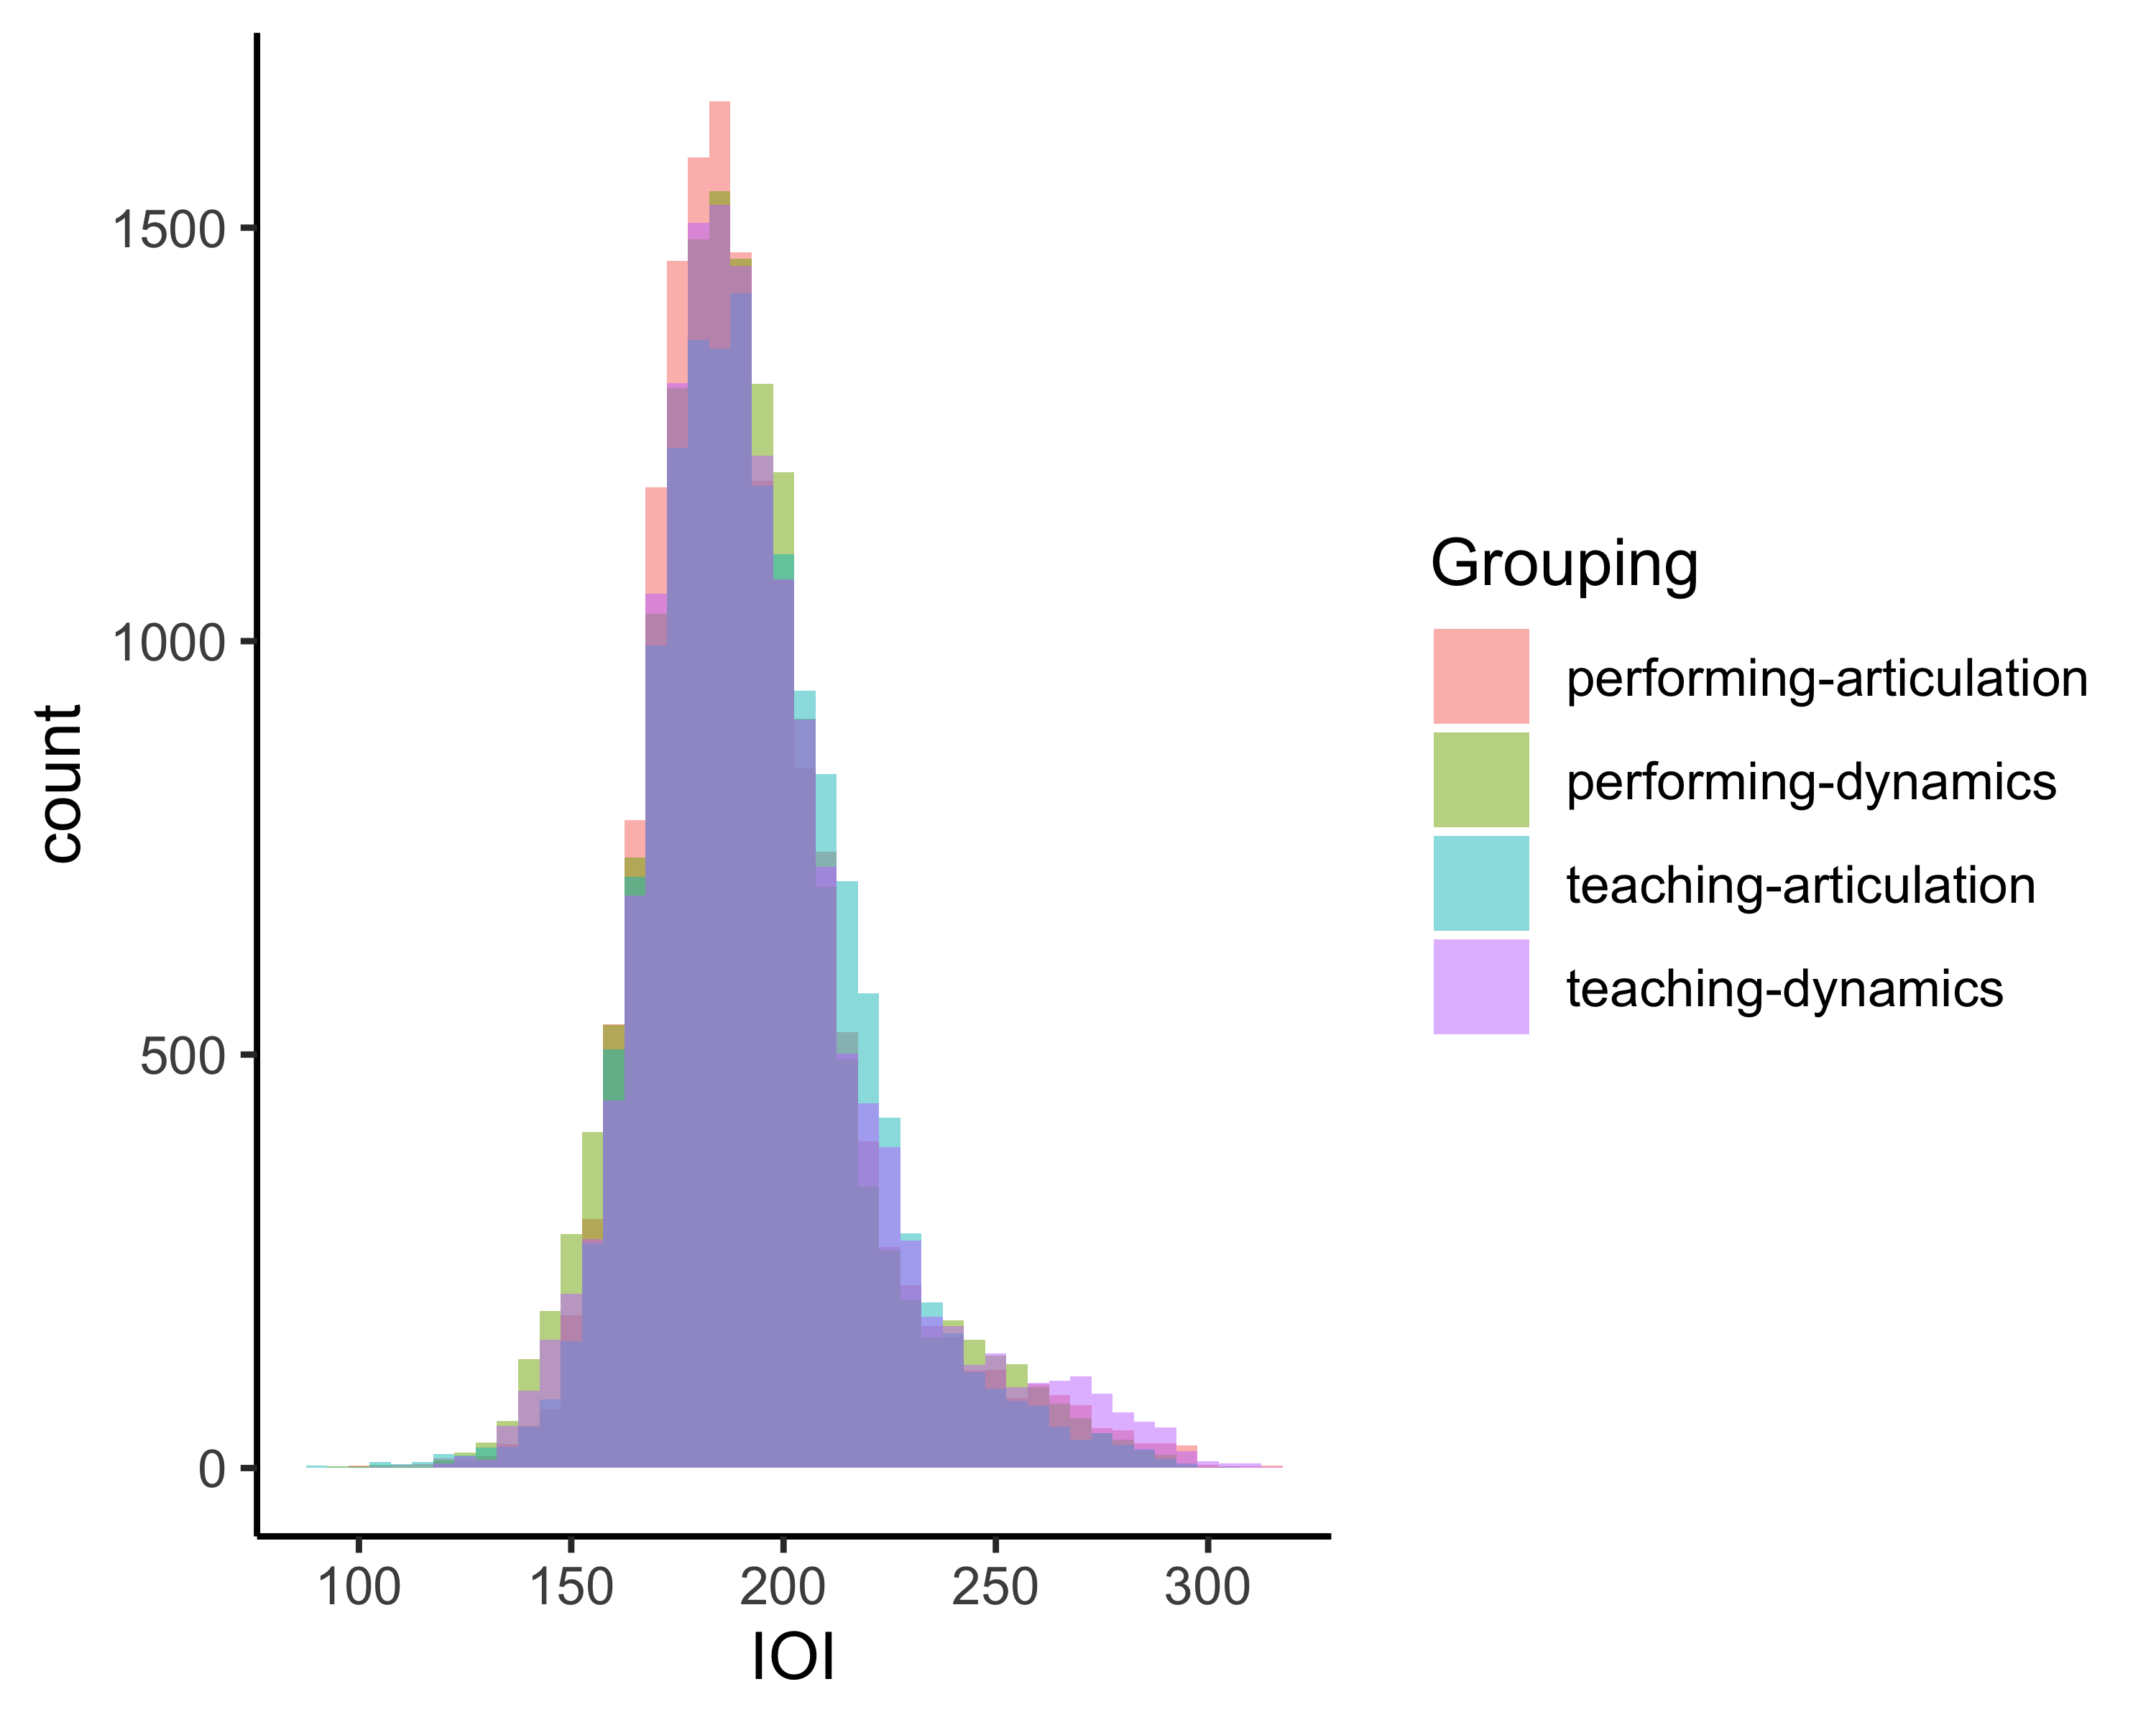 1500
1000
500
0
count
100 150 200 250 300
IOI
Grouping
performing-articulation
performing-dynamics
teaching-articulation
teaching-dynamics